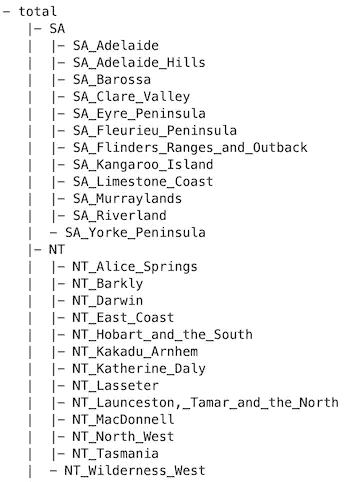 - total
   |- SA
   |  |- SA_Adelaide
   |  |- SA_Adelaide_Hills
   |  |- SA_Barossa
   |  |- SA_Clare_Valley
   |  |- SA_Eyre_Peninsula
   |  |- SA_Fleurieu_Peninsula
   |  |- SA_Flinders_Ranges_and_Outback
   |  |- SA_Kangaroo_Island
   |  |- SA_Limestone_Coast
   |  |- SA_Murraylands
   |  |- SA_Riverland
   |  - SA_Yorke_Peninsula
   |- NT
   |  |- NT_Alice_Springs
   |  |- NT_Barkly
   |  |- NT_Darwin
   |  |- NT_East_Coast
   |  |- NT_Hobart_and_the_South
   |  |- NT_Kakadu_Arnhem
   |  |- NT_Katherine_Daly
   |  |- NT_Lasseter
   |  |- NT_Launceston,_Tamar_and_the_North
   |  |- NT_MacDonnell
   |  |- NT_North_West
   |  |- NT_Tasmania
   |  - NT_Wilderness_West